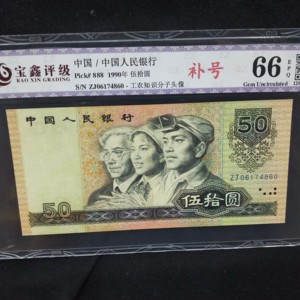 宝鑫评级
BAO XIN GRADING
中国 / 中国人民银行
Pick# 888 1990年 伍拾圆
S/N ZJ06174860 - 工农知识分子头像
补号
66
EPQ
Gem Uncirculated
中国人民银行
50
ZJ06174860
50
伍拾圆